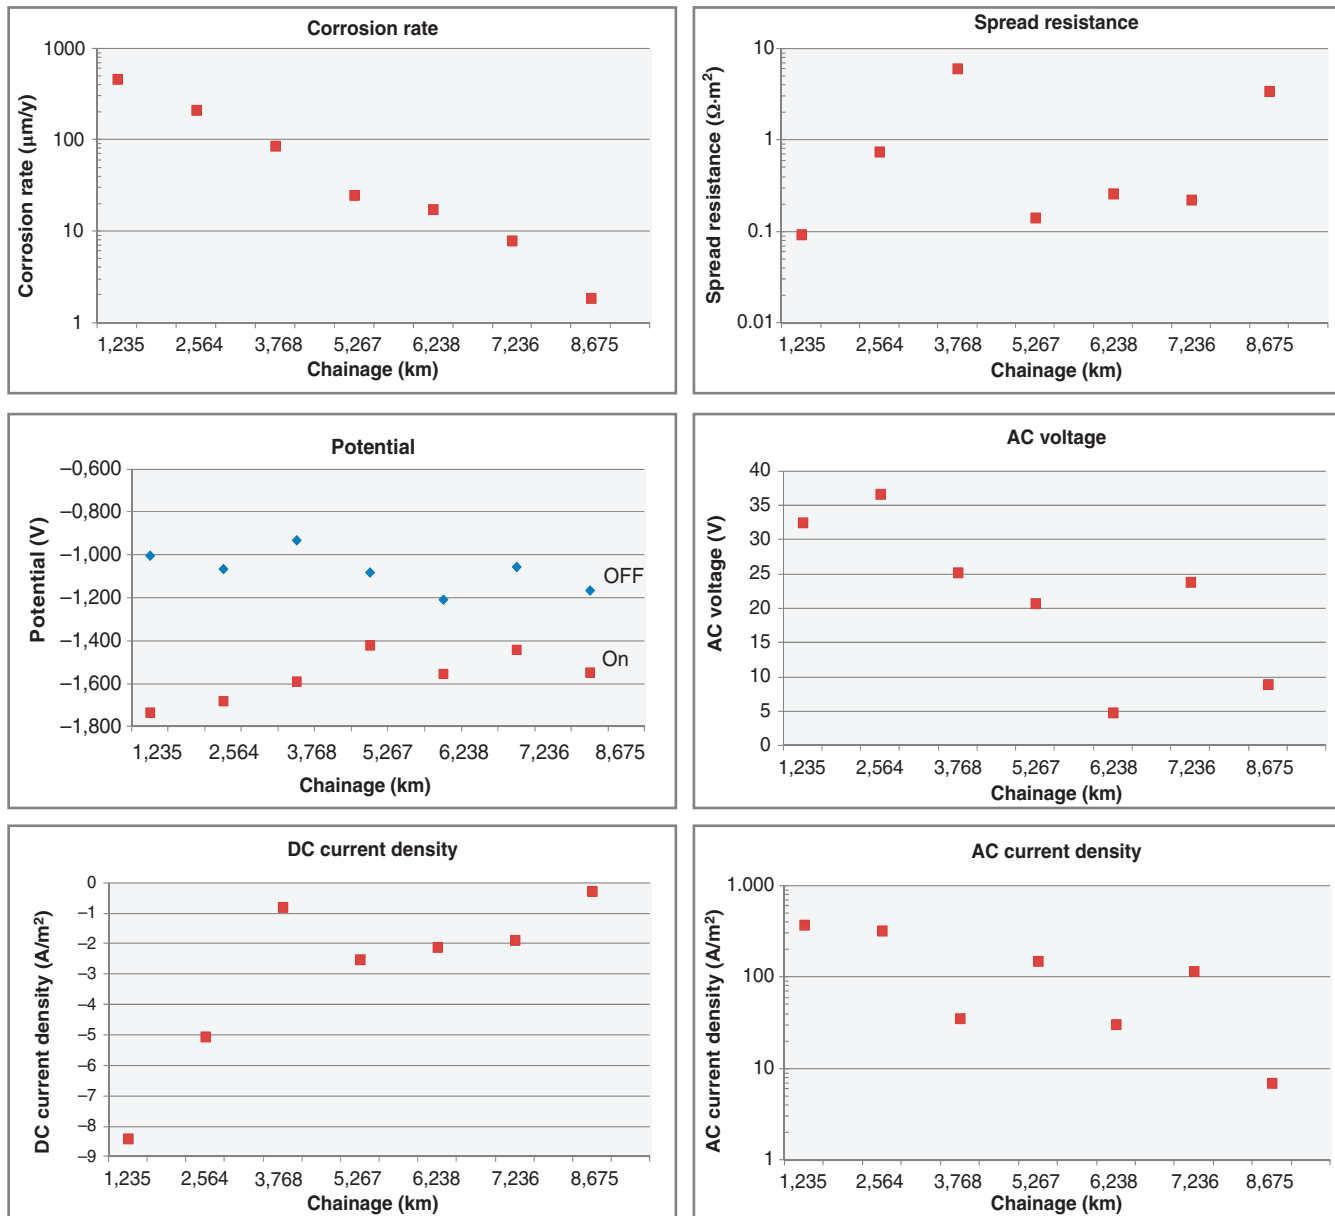 Corrosion rate
Corrosion rate (μm/y)
1000
100
10
1
1,235 2,564 3,768 5,267 6,238 7,236 8,675
Chainage (km)
Spread resistance
Spread resistance (Ω·m²)
10
1
0.1
0.01
1,235 2,564 3,768 5,267 6,238 7,236 8,675
Chainage (km)
Potential
Potential (V)
–0,600
–0,800
–1,000
–1,200
–1,400
–1,600
–1,800
OFF
On
1,235 2,564 3,768 5,267 6,238 7,236 8,675
Chainage (km)
AC voltage
AC voltage (V)
40
35
30
25
20
15
10
5
0
1,235 2,564 3,768 5,267 6,238 7,236 8,675
Chainage (km)
DC current density
DC current density (A/m²)
0
–1
–2
–3
–4
–5
–6
–7
–8
–9
1,235 2,564 3,768 5,267 6,238 7,236 8,675
Chainage (km)
AC current density
AC current density (A/m²)
1.000
100
10
1
1,235 2,564 3,768 5,267 6,238 7,236 8,675
Chainage (km)